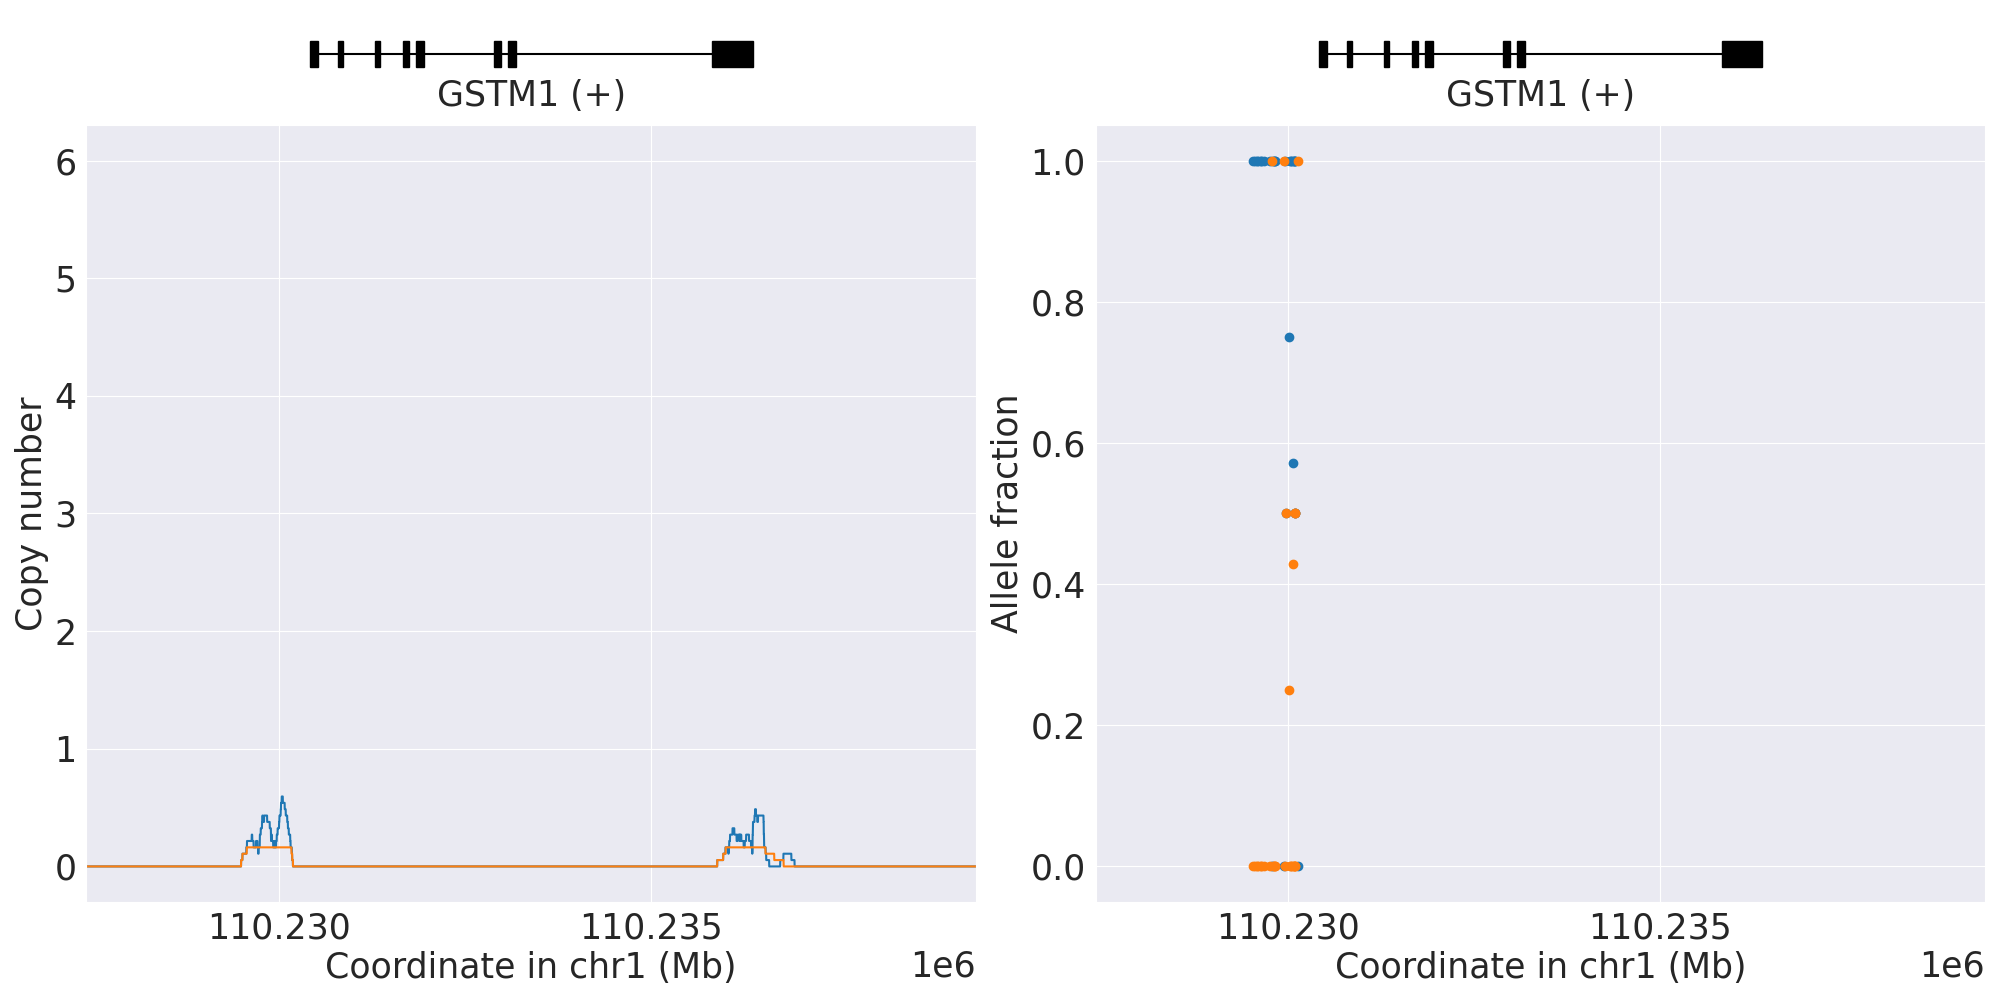 GSTM1 (+)
6
5
4
3
2
1
0
Copy number
110.230
110.235
Coordinate in chr1 (Mb)
1e6
GSTM1 (+)
1.0
0.8
0.6
0.4
0.2
0.0
Allele fraction
110.230
110.235
Coordinate in chr1 (Mb)
1e6